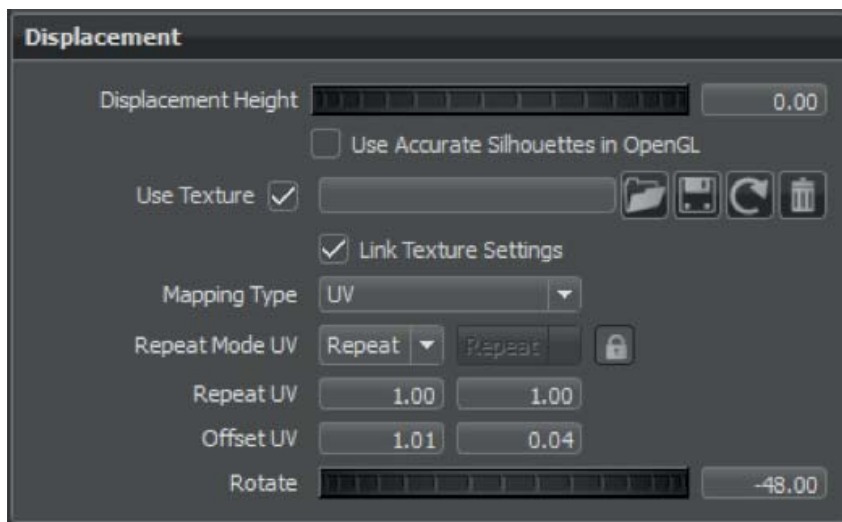 Displacement
Displacement Height 0.00
Use Accurate Silhouettes in OpenGL
Use Texture
Link Texture Settings
Mapping Type UV
Repeat Mode UV Repeat Repeat
Repeat UV 1.00 1.00
Offset UV 1.01 0.04
Rotate -48.00